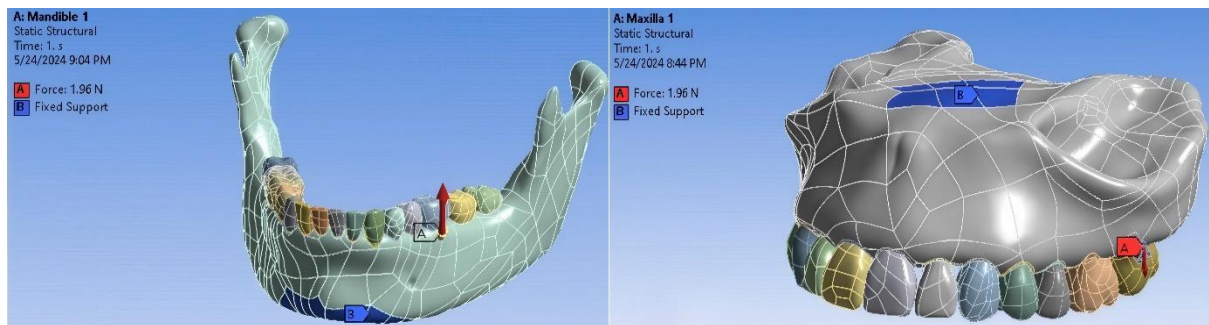 A: Mandible 1
Static Structural
Time: 1. s
5/24/2024 9:04 PM
A Force: 1.96 N
B Fixed Support
A
B
A: Maxilla 1
Static Structural
Time: 1. s
5/24/2024 8:44 PM
A Force: 1.96 N
B Fixed Support
B
A